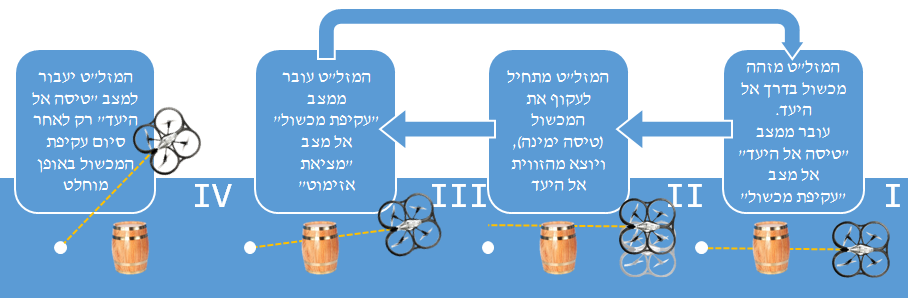 המזל״ט מזהה
מכשול בדרך אל
היעד.
עובר ממצב
״טיסה אל היעד״
אל מצב
״עקיפת מכשול״
I
המזל״ט מתחיל
לעקוף את
המכשול
(טיסה ימינה),
ויוצא מהזווית
אל היעד
II
המזל״ט עובר
ממצב
״עקיפת מכשול״
אל מצב
״מציאת
אזימוט״
III
המזל״ט יעבור
למצב ״טיסה אל
היעד״ רק לאחר
סיום עקיפת
המכשול באופן
מוחלט
IV